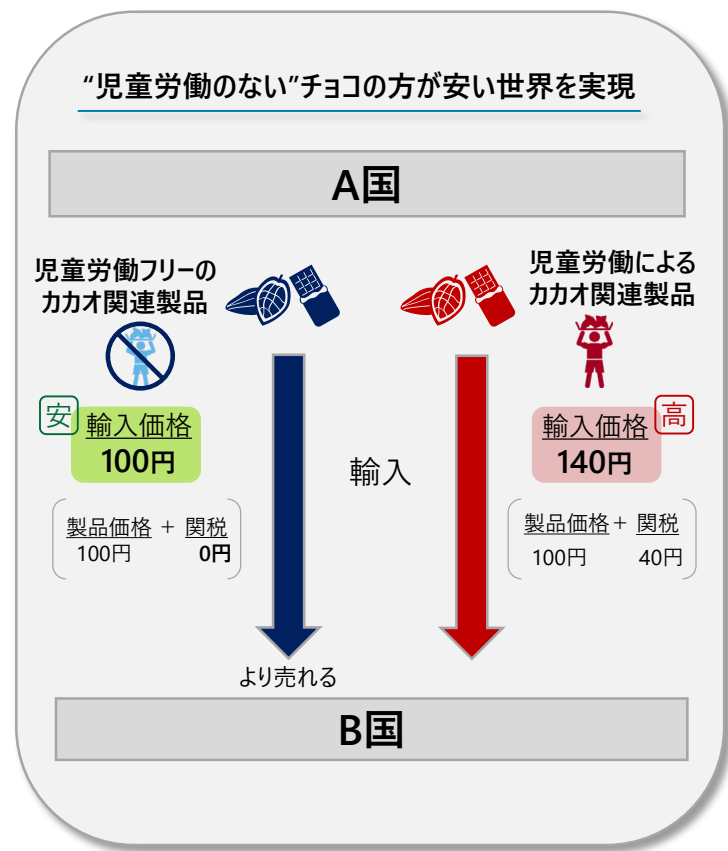 “児童労働のない”チョコの方が安い世界を実現
A国
児童労働フリーの
カカオ関連製品
児童労働による
カカオ関連製品
安
輸入価格
100円
製品価格 + 関税
100円 0円
輸入
高
輸入価格
140円
製品価格 + 関税
100円 40円
より売れる
B国